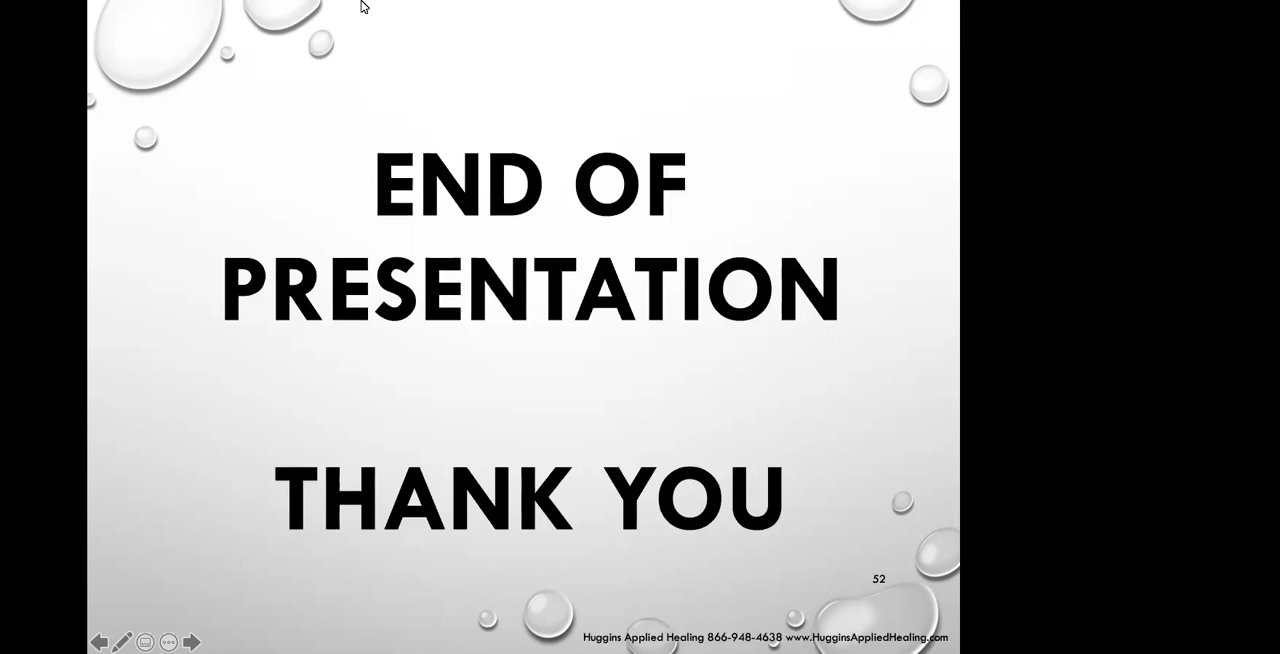 END OF
PRESENTATION
THANK YOU
52
Huggins Applied Healing 866-948-4638 www.HugginsAppliedHealing.com